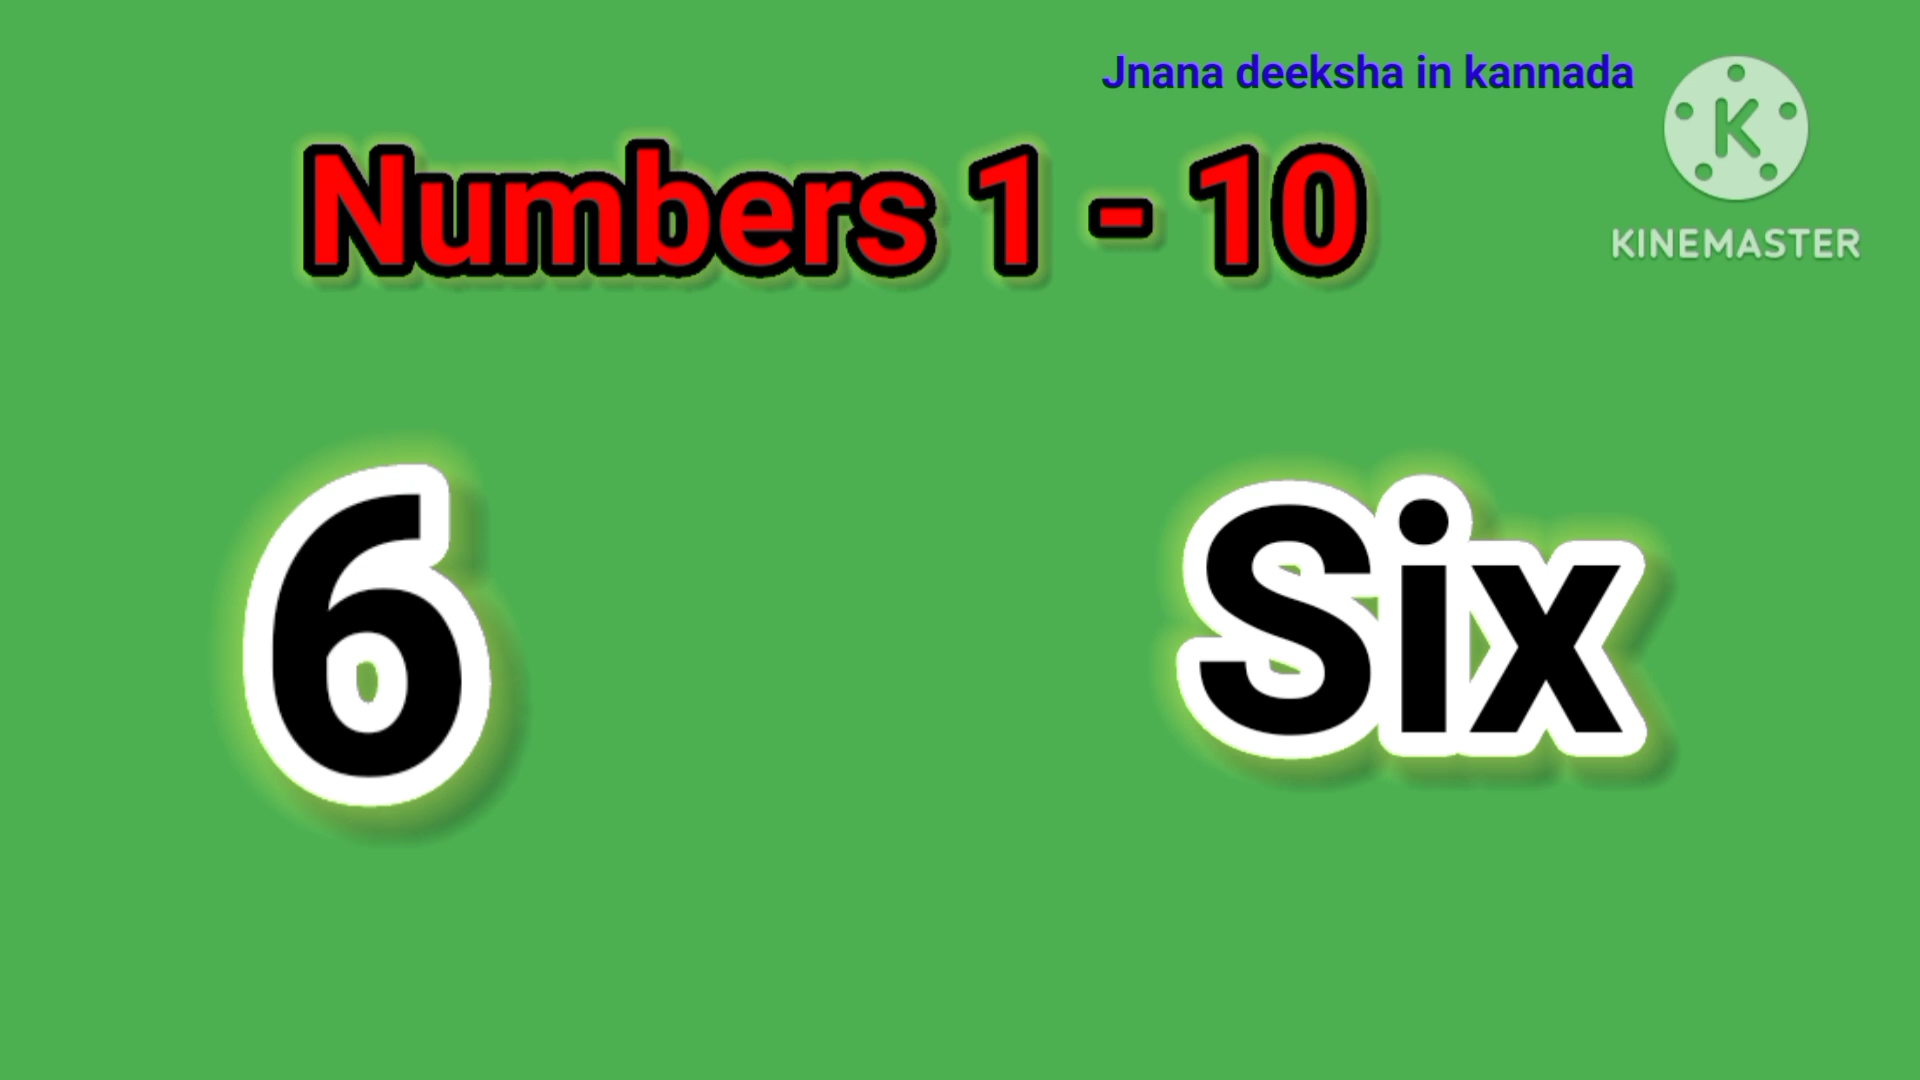 Jnana deeksha in kannada
K
KINEMASTER
Numbers 1 - 10
6
Six